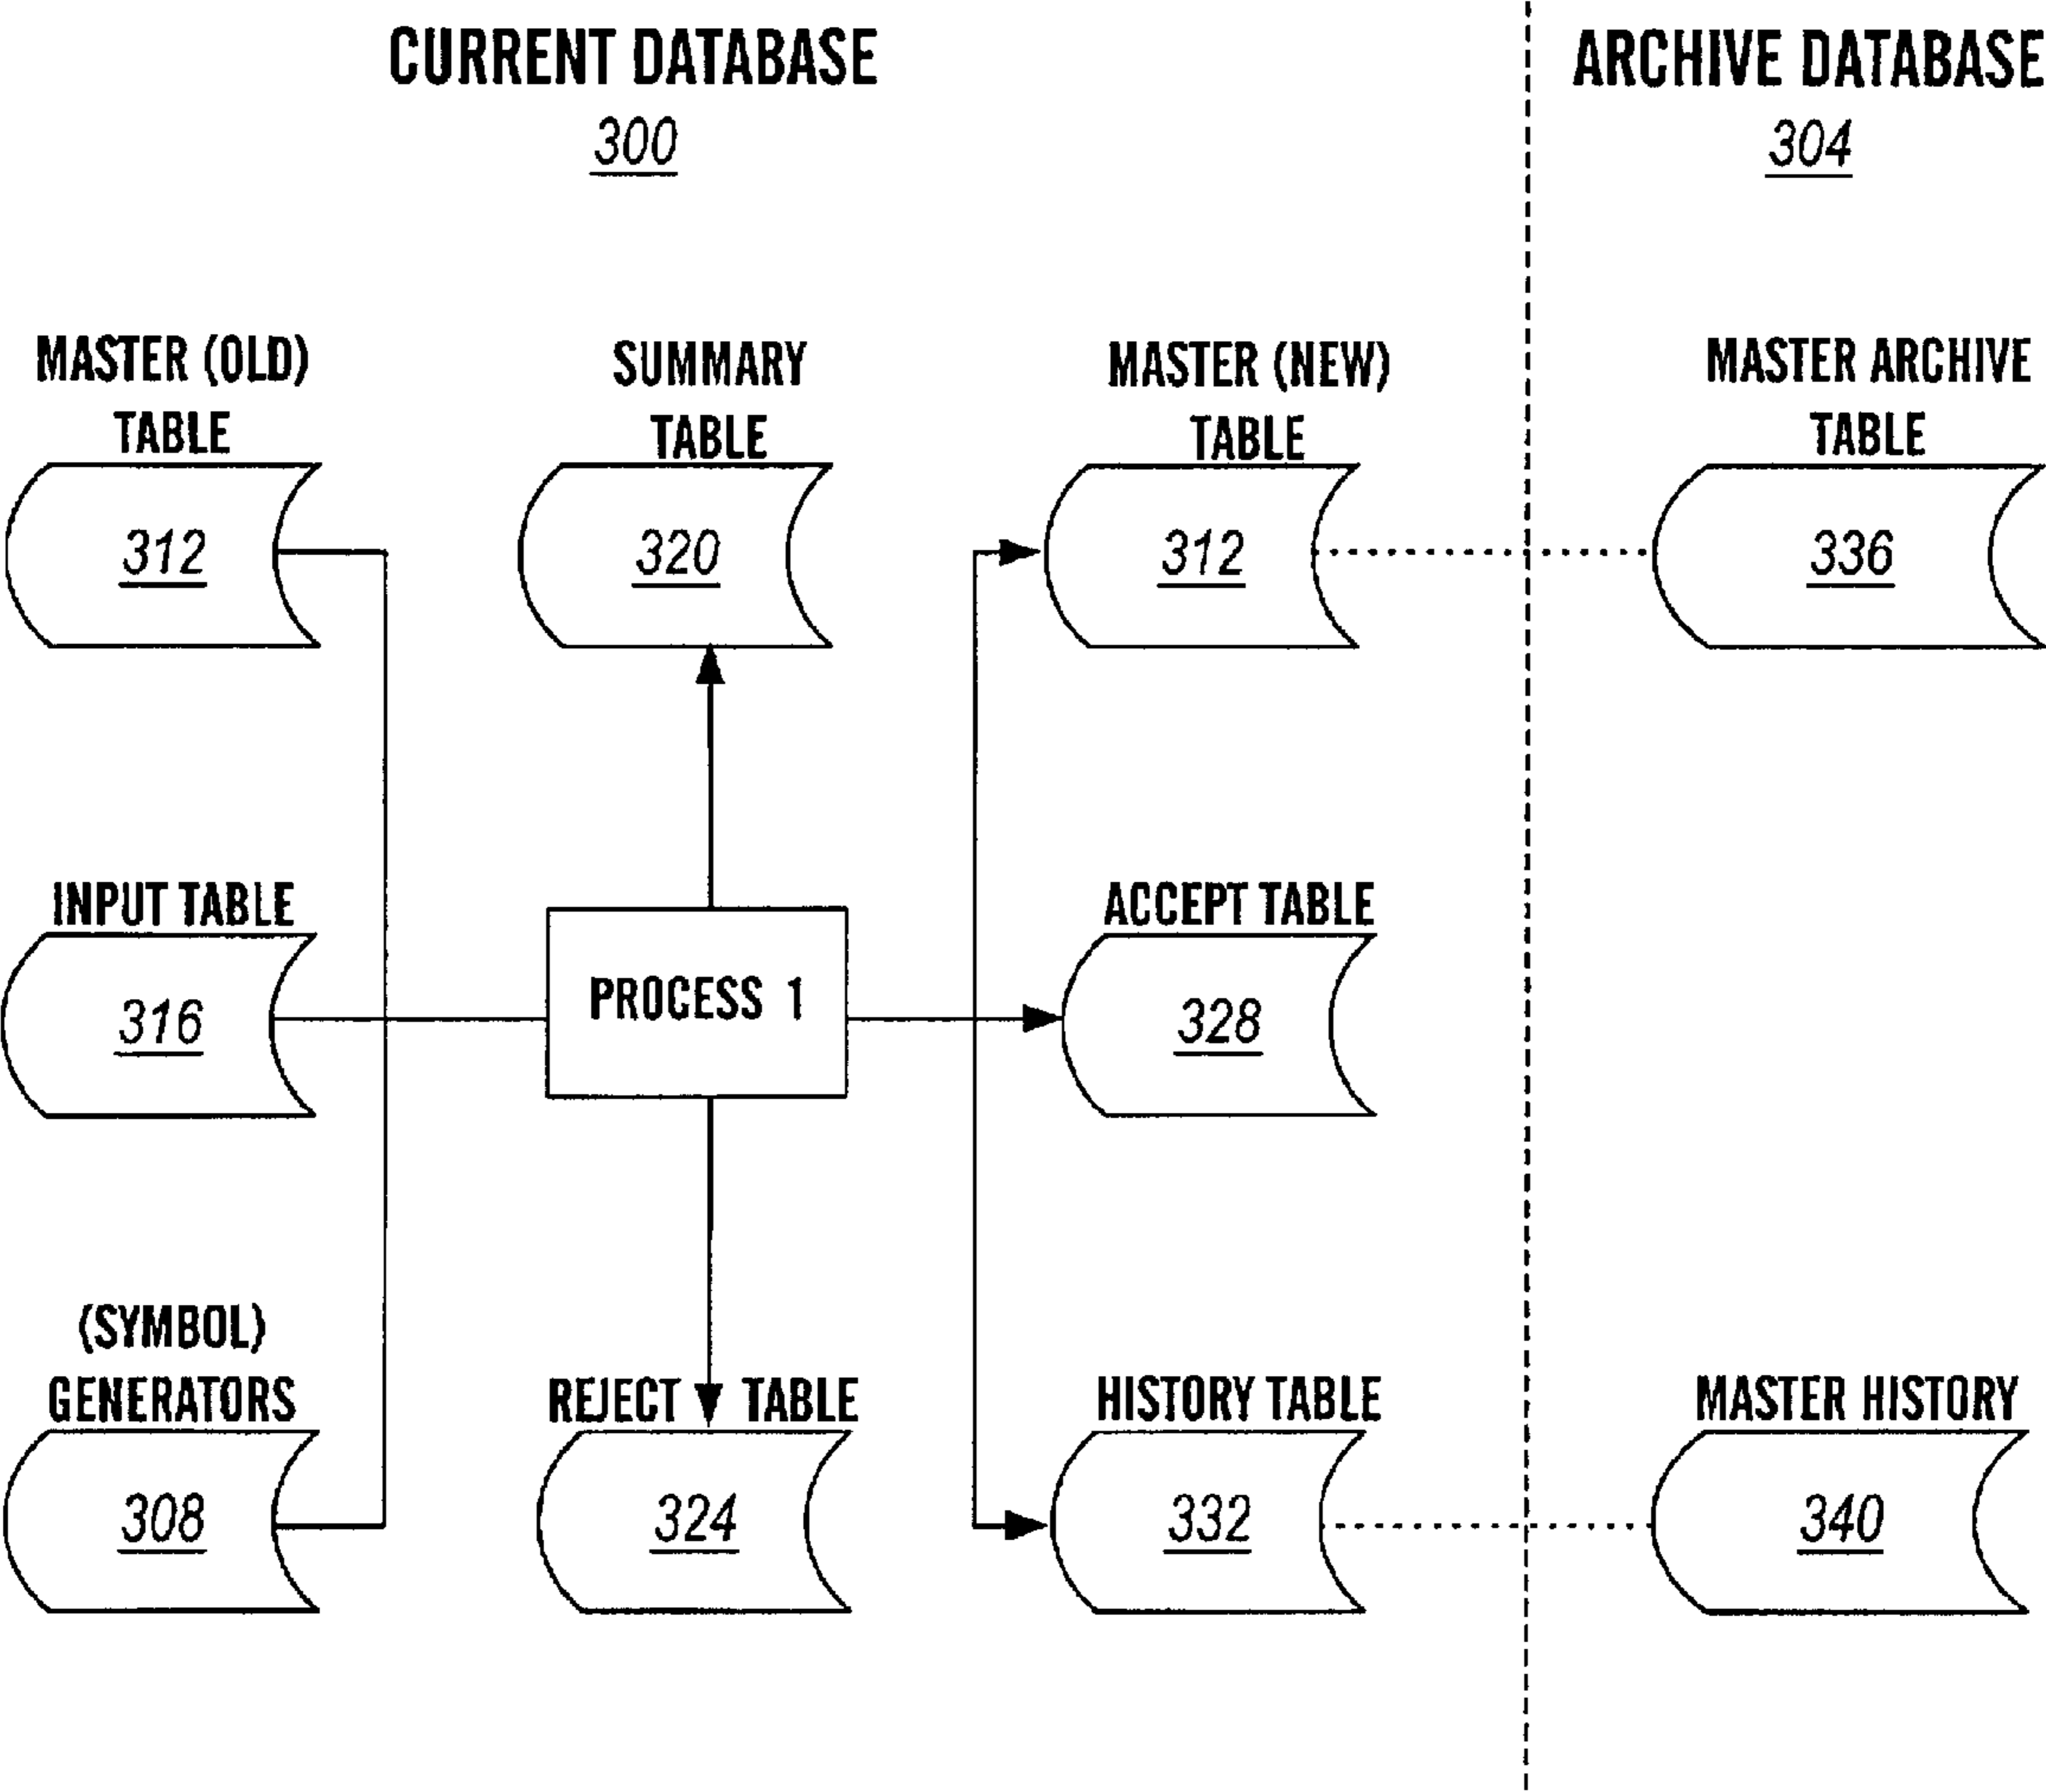 CURRENT DATABASE
300
ARCHIVE DATABASE
304
MASTER (OLD)
TABLE
312
SUMMARY
TABLE
320
MASTER (NEW)
TABLE
312
MASTER ARCHIVE
TABLE
336
INPUT TABLE
316
PROCESS 1
ACCEPT TABLE
328
(SYMBOL)
GENERATORS
308
REJECT TABLE
324
HISTORY TABLE
332
MASTER HISTORY
340